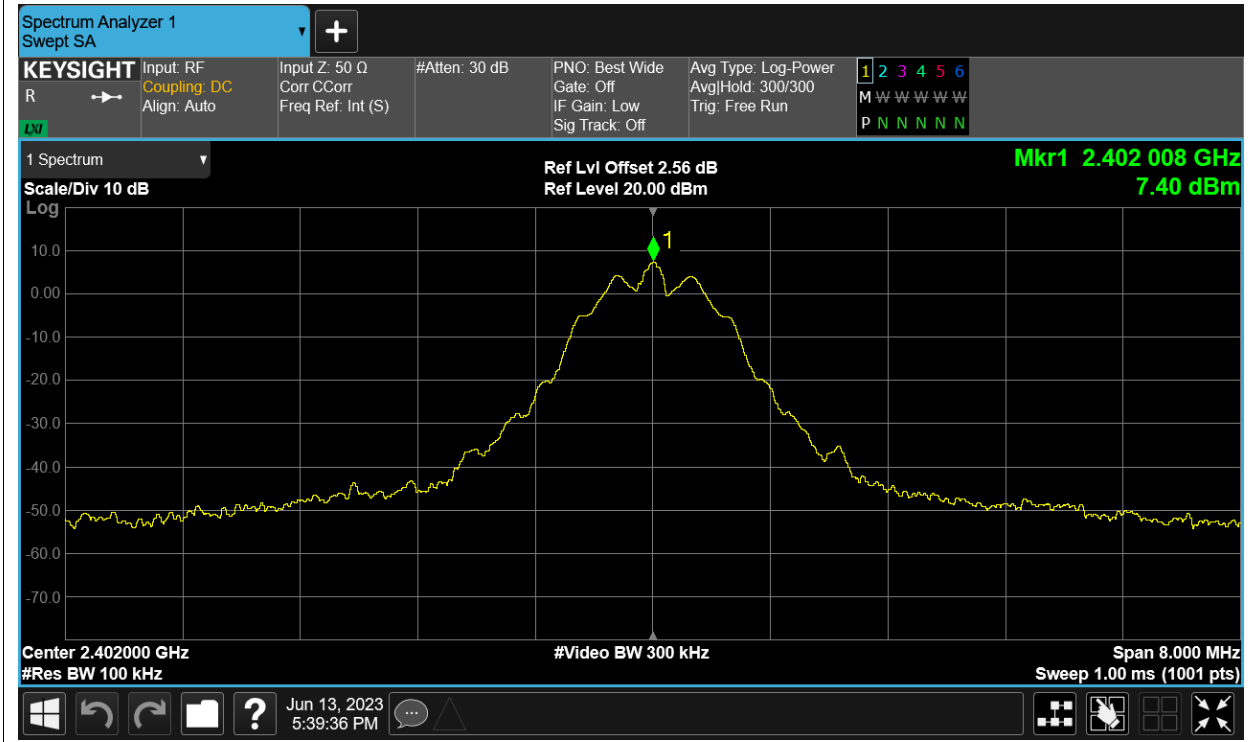 Spectrum Analyzer 1
Swept SA
+
KEYSIGHT
R
LXI
Input: RF
Coupling: DC
Align: Auto
Input Z: 50 Ω
Corr CCorr
Freq Ref: Int (S)
#Atten: 30 dB
PNO: Best Wide
Gate: Off
IF Gain: Low
Sig Track: Off
Avg Type: Log-Power
Avg|Hold: 300/300
Trig: Free Run
1 2 3 4 5 6
M W W W W W
P N N N N N
1 Spectrum
Scale/Div 10 dB
Log
Ref Lvl Offset 2.56 dB
Ref Level 20.00 dBm
Mkr1 2.402 008 GHz
7.40 dBm
1
10.0
0.00
-10.0
-20.0
-30.0
-40.0
-50.0
-60.0
-70.0
Center 2.402000 GHz
#Video BW 300 kHz
Span 8.000 MHz
#Res BW 100 kHz
Sweep 1.00 ms (1001 pts)
?
Jun 13, 2023
5:39:36 PM